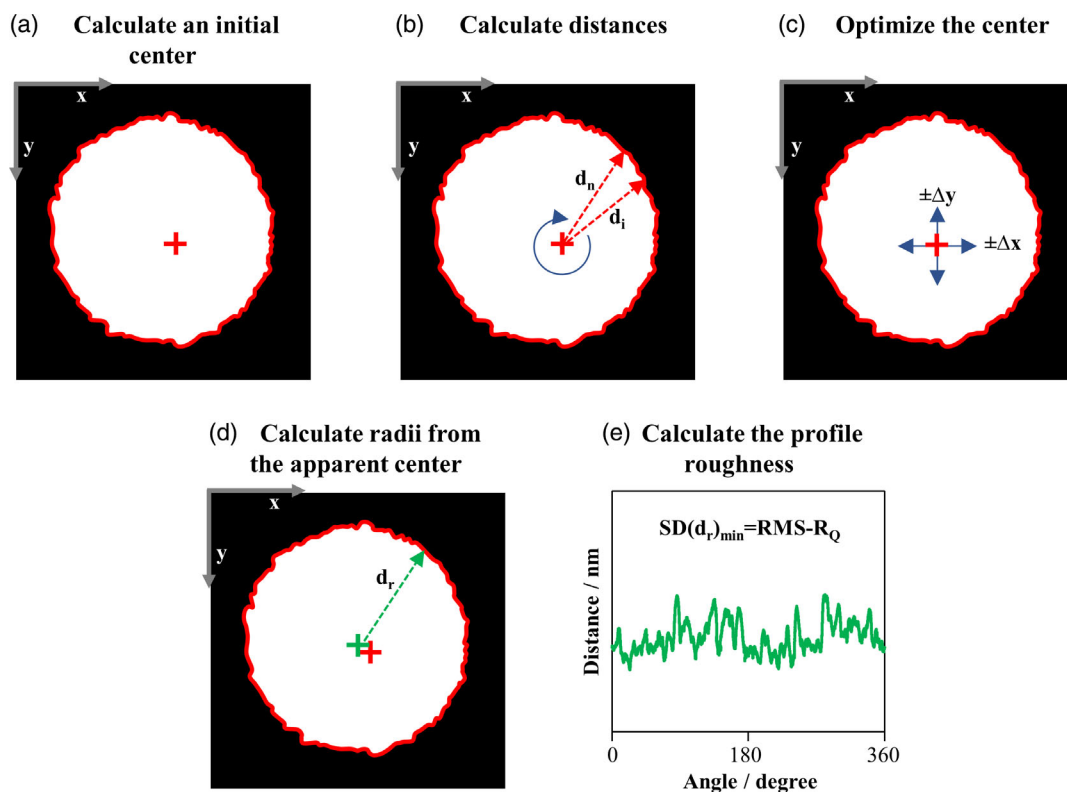 (a) Calculate an initial
center
x
y
(b) Calculate distances
x
y
dₙ
dᵢ
(c) Optimize the center
x
y
±Δy
±Δx
(d) Calculate radii from
the apparent center
x
y
dᵣ
(e) Calculate the profile
roughness
SD(dᵣ)ₘᵢₙ=RMS-R_Q
Distance / nm
0 180 360
Angle / degree